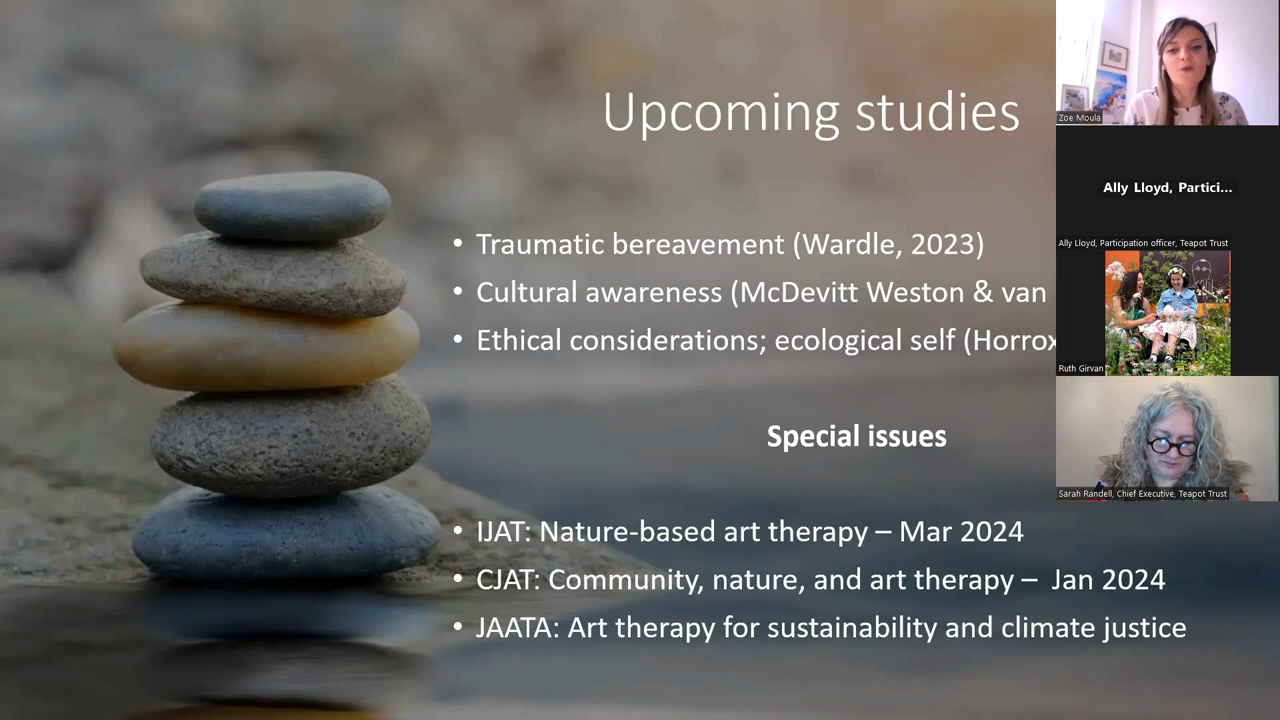 Upcoming studies
• Traumatic bereavement (Wardle, 2023)
• Cultural awareness (McDevitt Weston & van
• Ethical considerations; ecological self (Horrox
Special issues
• IJAT: Nature-based art therapy – Mar 2024
• CJAT: Community, nature, and art therapy – Jan 2024
• JAATA: Art therapy for sustainability and climate justice
Zoe Moula
Ally Lloyd, Partici...
Ally Lloyd, Participation officer, Teapot Trust
Ruth Girvan
Sarah Randell, Chief Executive, Teapot Trust